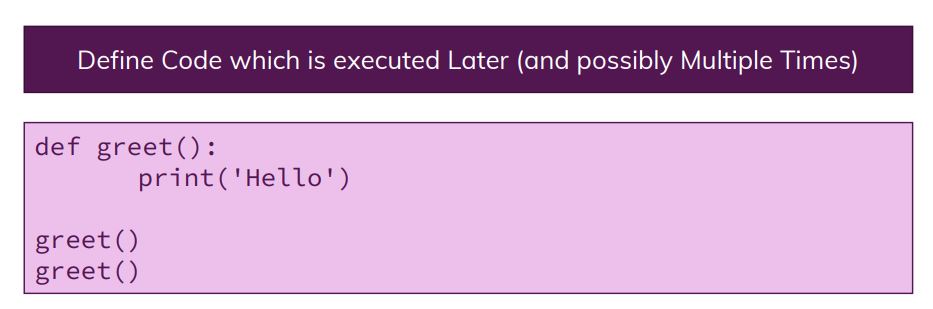 Define Code which is executed Later (and possibly Multiple Times)
def greet():
        print('Hello')
greet()
greet()